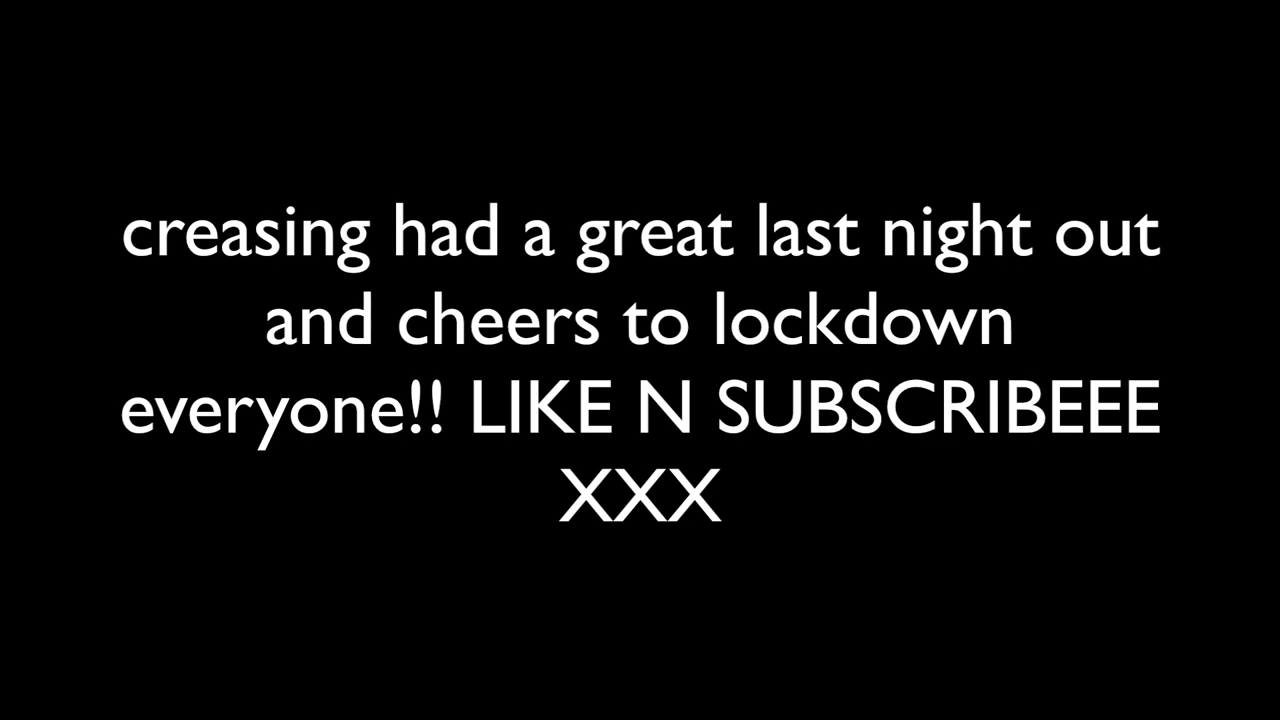 creasing had a great last night out
and cheers to lockdown
everyone!! LIKE N SUBSCRIBEEE
XXX